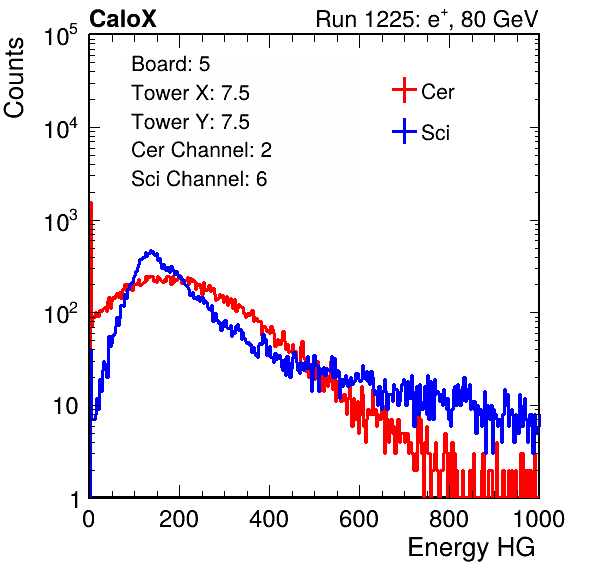 CaloX Run 1225: e⁺, 80 GeV
Counts
Board: 5
Tower X: 7.5
Tower Y: 7.5
Cer Channel: 2
Sci Channel: 6
Cer
Sci
10⁵
10⁴
10³
10²
10
1
0 200 400 600 800 1000
Energy HG